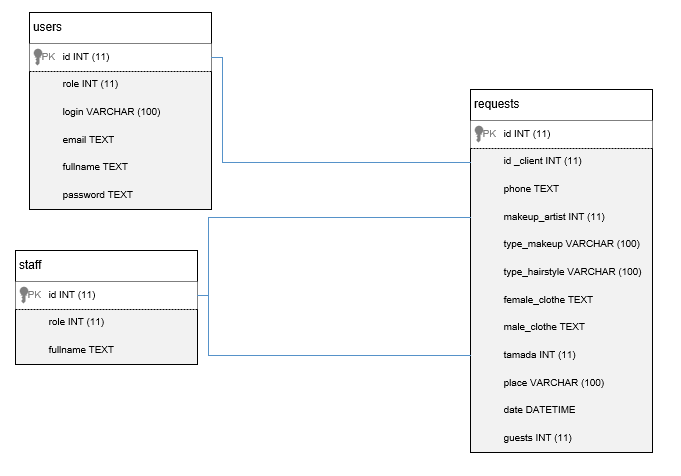 users
PK id INT (11)
role INT (11)
login VARCHAR (100)
email TEXT
fullname TEXT
password TEXT
staff
PK id INT (11)
role INT (11)
fullname TEXT
requests
PK id INT (11)
id _client INT (11)
phone TEXT
makeup_artist INT (11)
type_makeup VARCHAR (100)
type_hairstyle VARCHAR (100)
female_clothe TEXT
male_clothe TEXT
tamada INT (11)
place VARCHAR (100)
date DATETIME
guests INT (11)